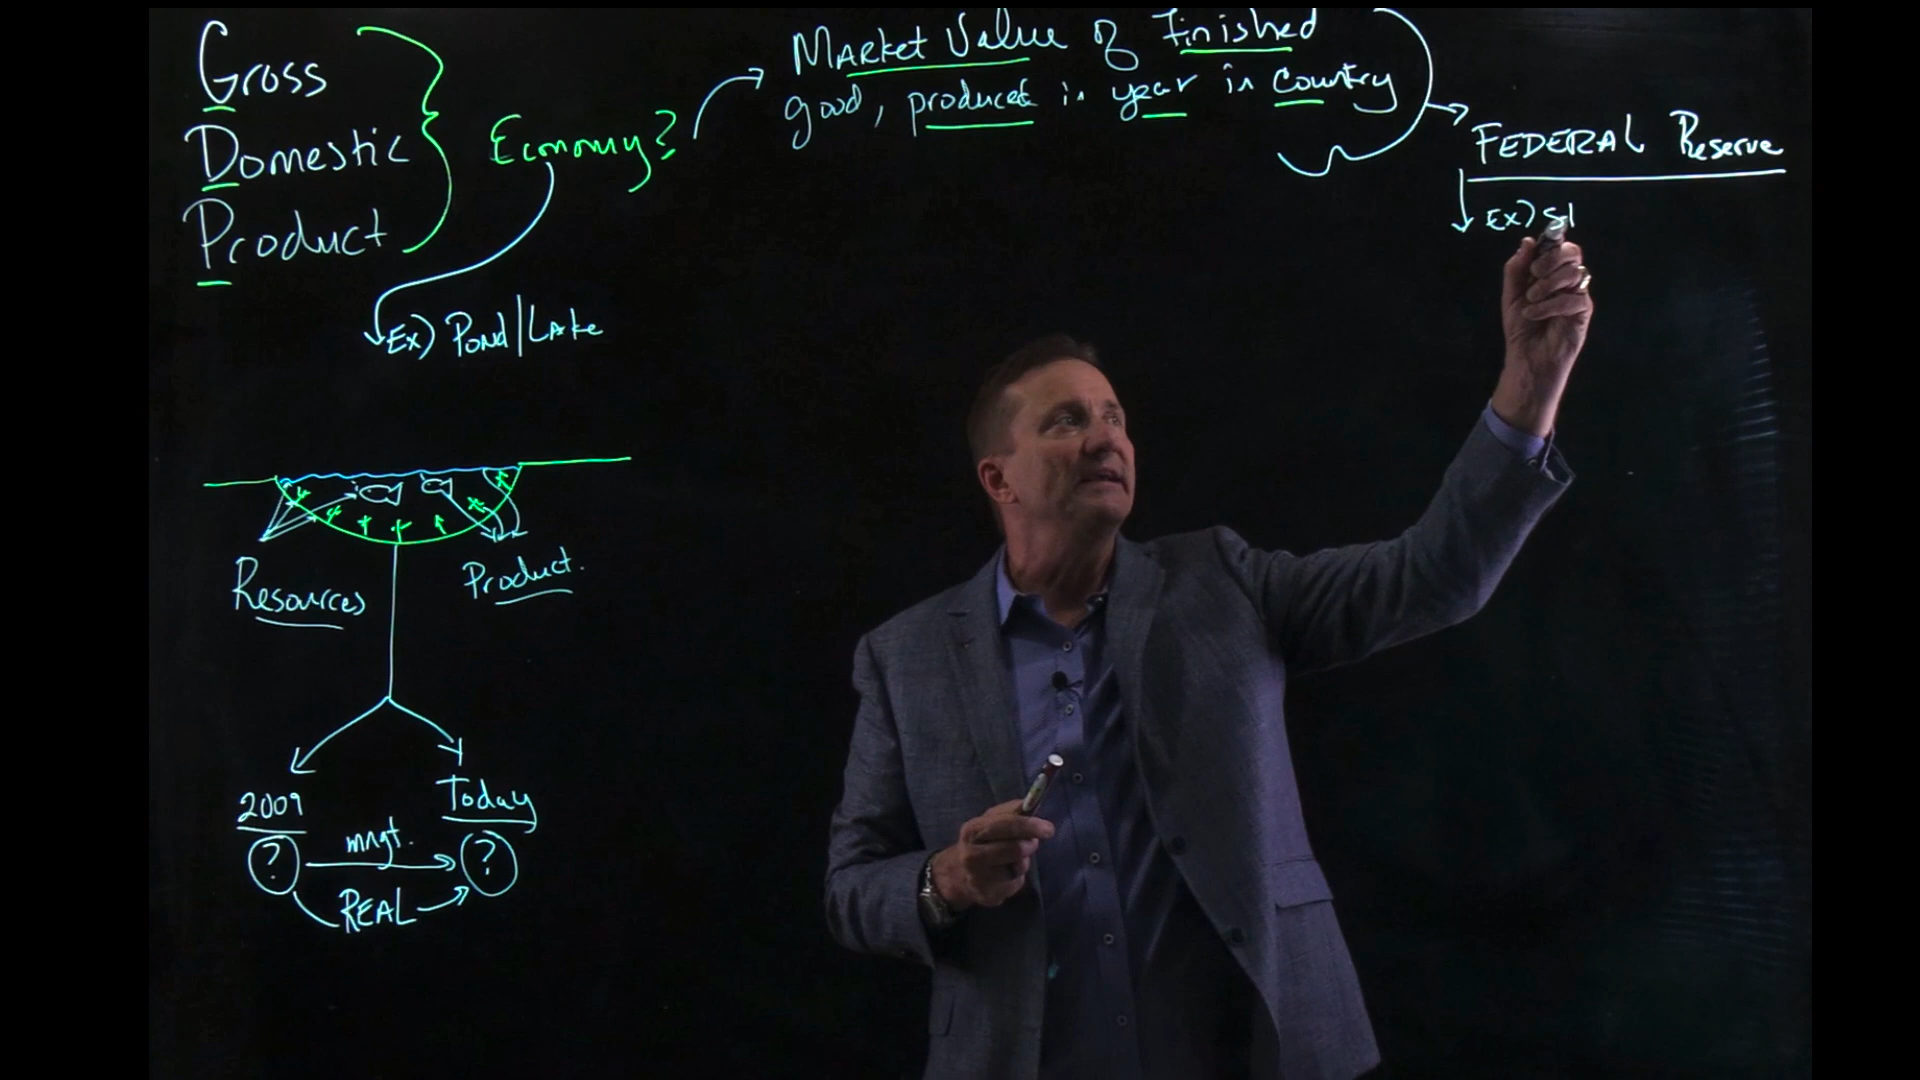 Gross
Domestic
Product
Economy?
Market Value of Finished
good, produced in year in Country
FEDERAL Reserve
Ex) Sl
Ex) Pond/Lake
Resources
Product.
2009
Today
?
mngt.
?
REAL